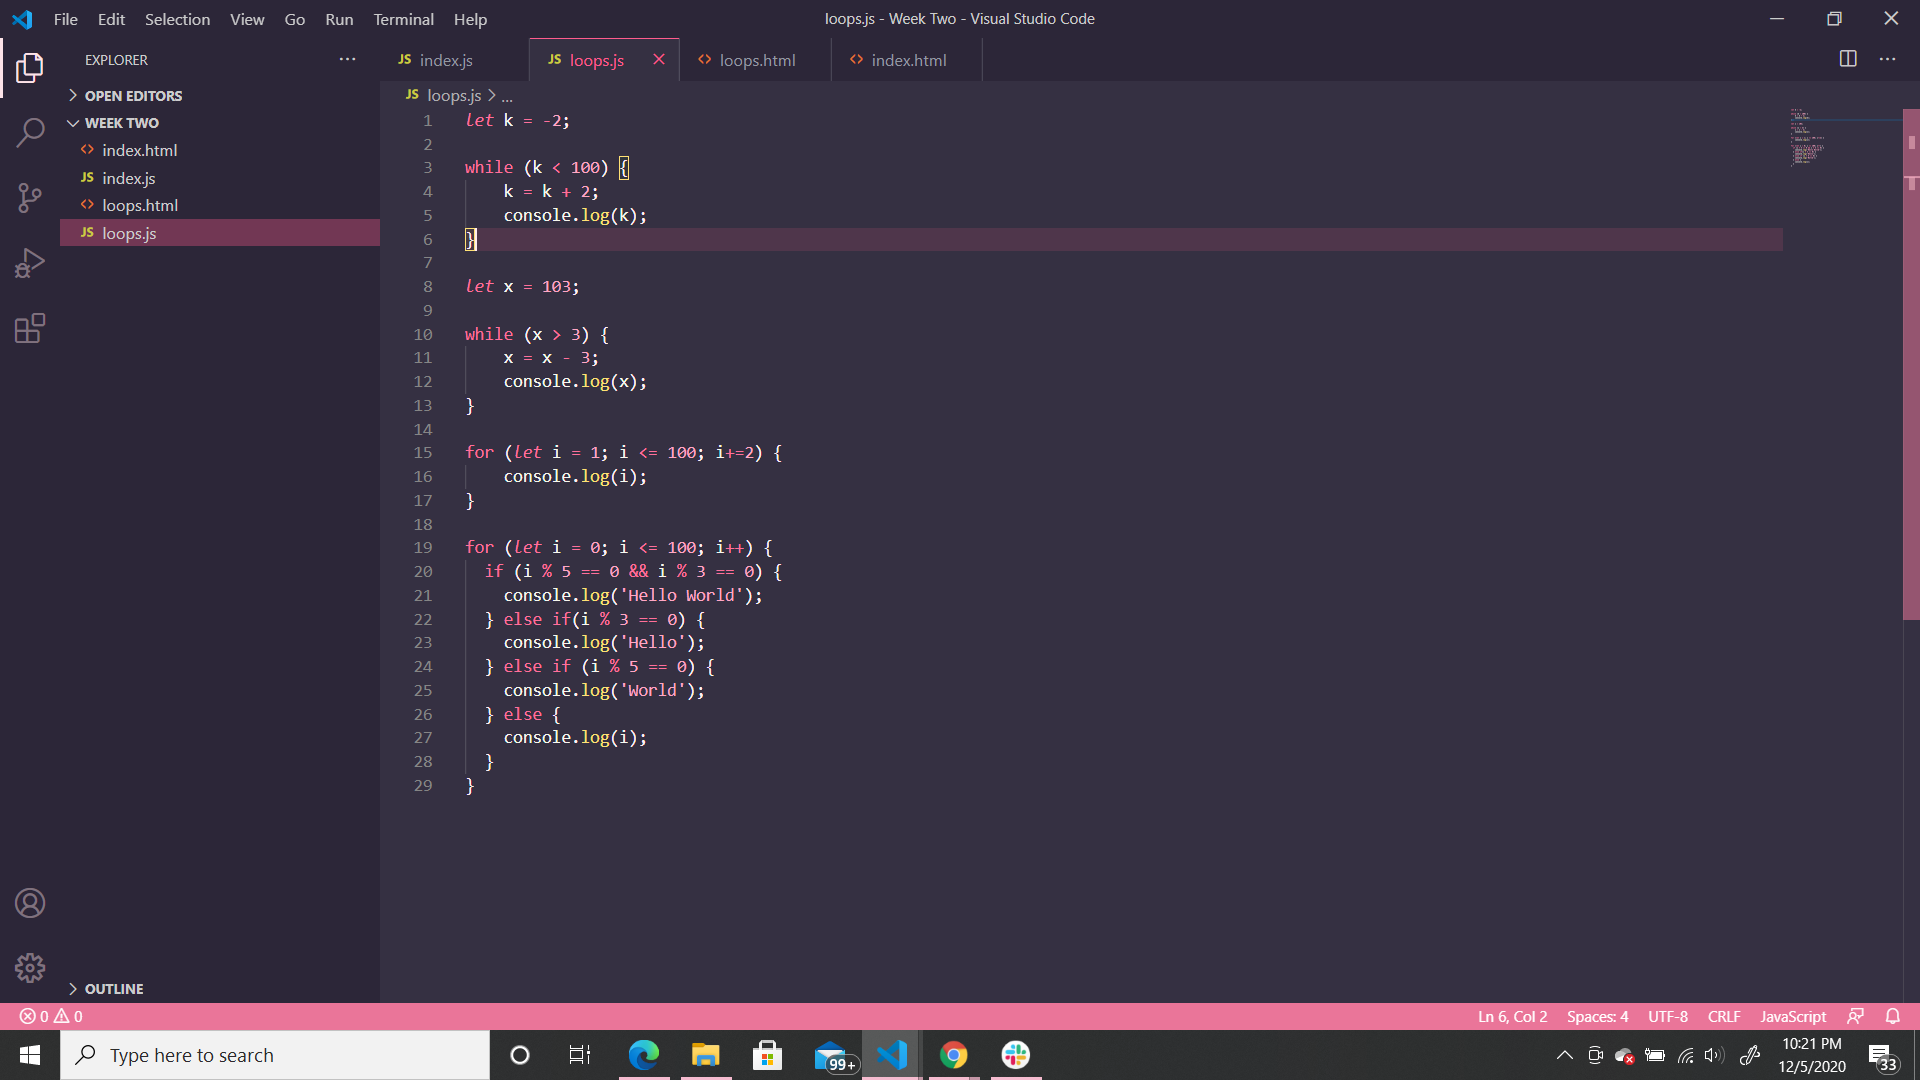 File Edit Selection View Go Run Terminal Help
loops.js - Week Two - Visual Studio Code
EXPLORER
OPEN EDITORS
WEEK TWO
index.html
JS index.js
loops.html
JS loops.js
OUTLINE
JS index.js
JS loops.js
loops.html
index.html
JS loops.js > ...
1 let k = -2;
2
3 while (k < 100) {
4     k = k + 2;
5     console.log(k);
6 }
7
8 let x = 103;
9
10 while (x > 3) {
11     x = x - 3;
12     console.log(x);
13 }
14
15 for (let i = 1; i <= 100; i+=2) {
16     console.log(i);
17 }
18
19 for (let i = 0; i <= 100; i++) {
20   if (i % 5 == 0 && i % 3 == 0) {
21     console.log('Hello World');
22   } else if(i % 3 == 0) {
23     console.log('Hello');
24   } else if (i % 5 == 0) {
25     console.log('World');
26   } else {
27     console.log(i);
28   }
29 }
0 0
Ln 6, Col 2 Spaces: 4 UTF-8 CRLF JavaScript
Type here to search
99+
10:21 PM
12/5/2020
33